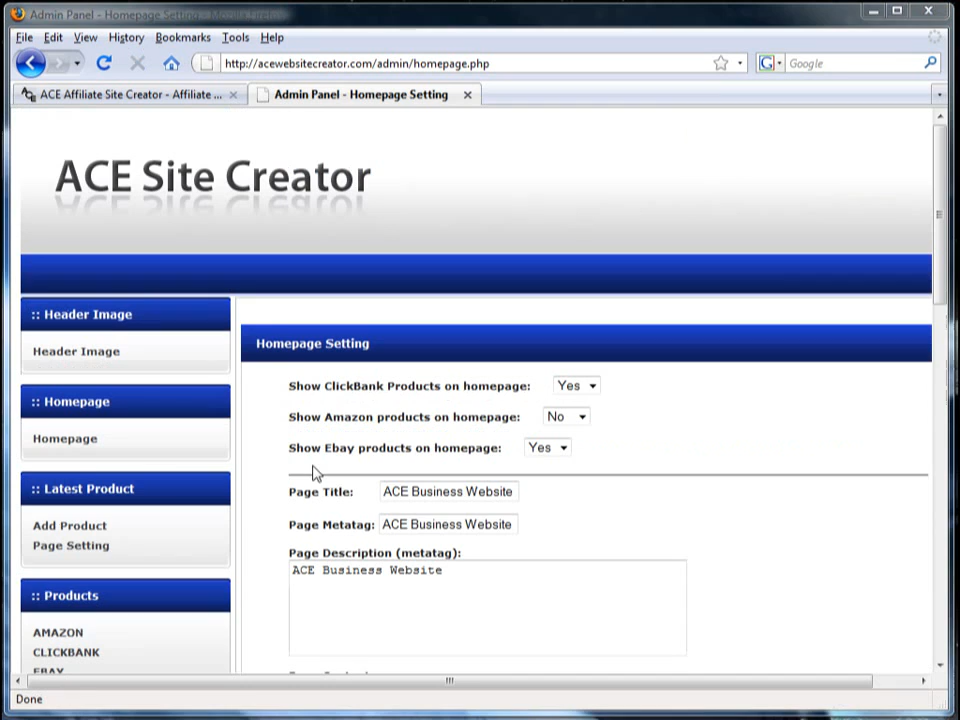 Admin Panel - Homepage Setting - Mozilla Firefox
File Edit View History Bookmarks Tools Help
http://acewebsitecreator.com/admin/homepage.php
G Google
ACE Affiliate Site Creator - Affiliate ...
Admin Panel - Homepage Setting
ACE Site Creator
:: Header Image
Header Image
:: Homepage
Homepage
:: Latest Product
Add Product
Page Setting
:: Products
AMAZON
CLICKBANK
EBAY
Homepage Setting
Show ClickBank Products on homepage: Yes
Show Amazon products on homepage: No
Show Ebay products on homepage: Yes
Page Title: ACE Business Website
Page Metatag: ACE Business Website
Page Description (metatag):
ACE Business Website
Done